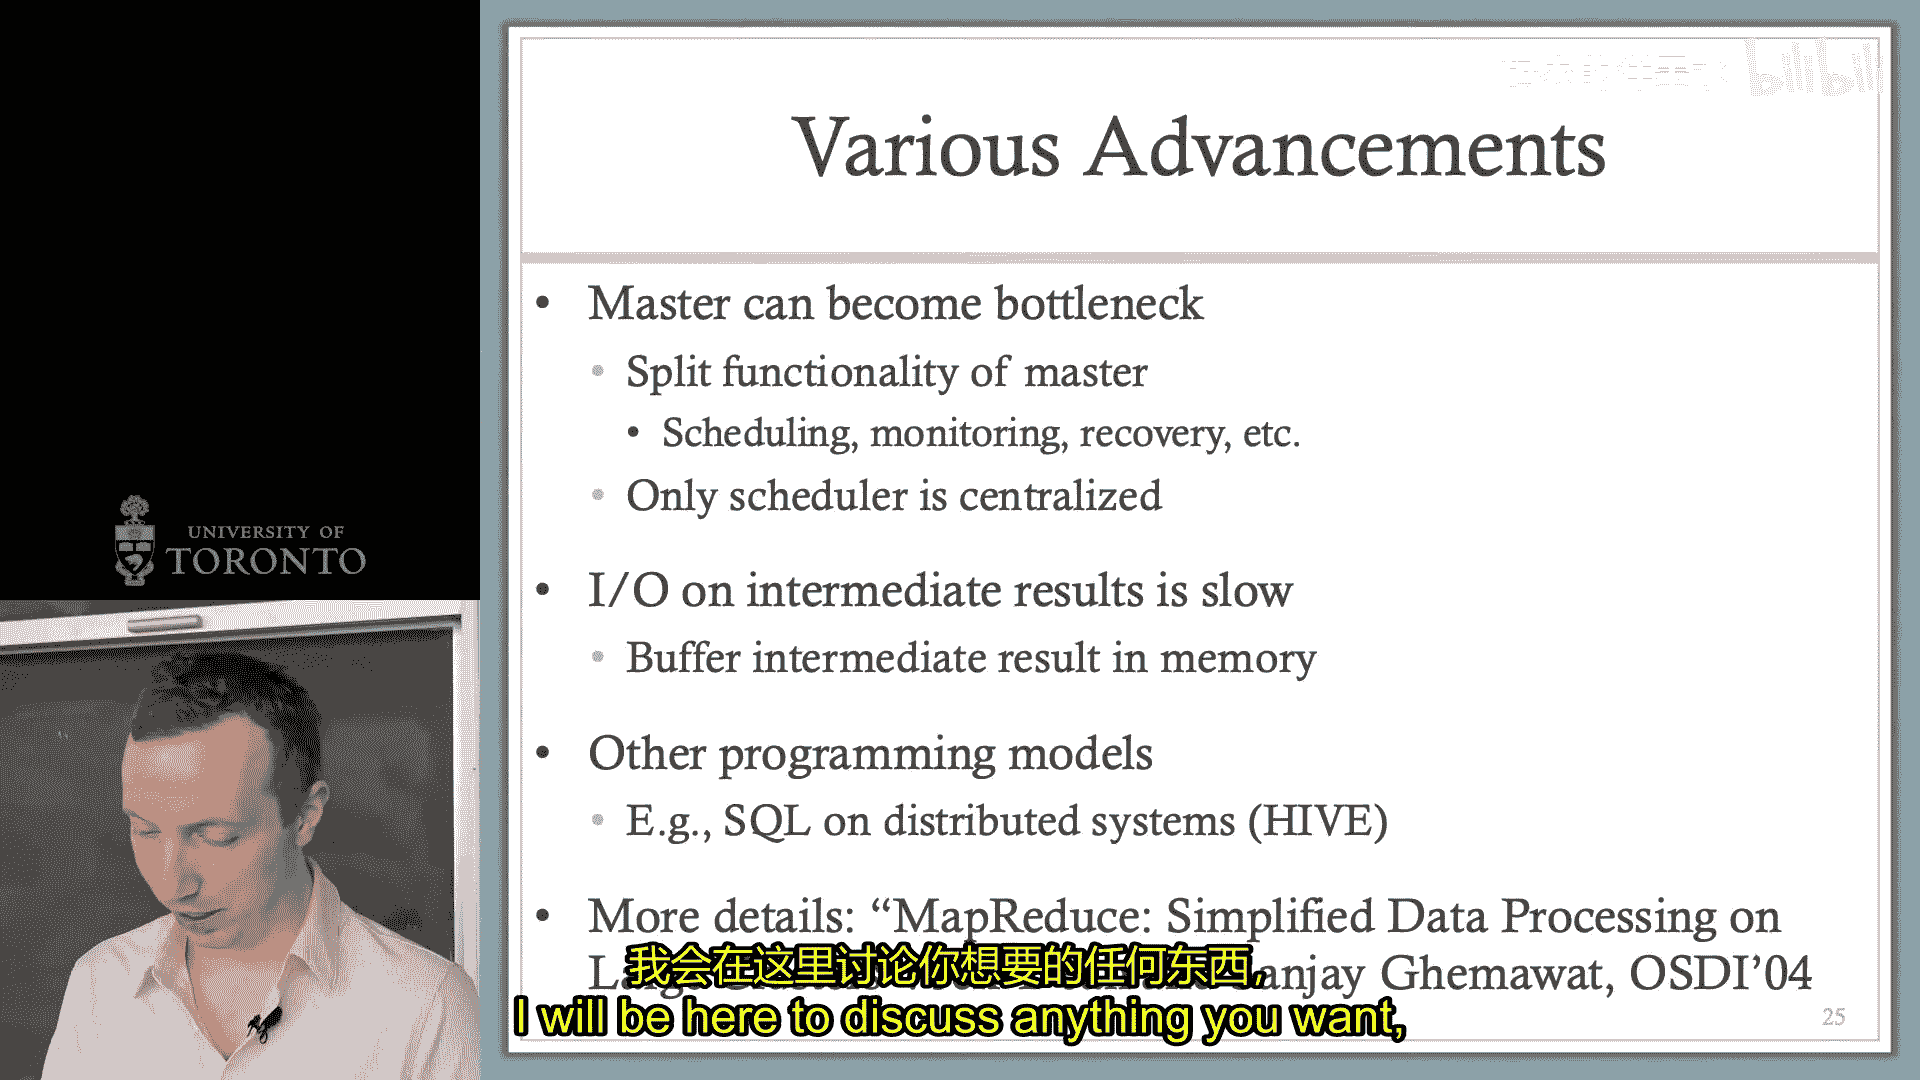 Various Advancements
• Master can become bottleneck
• Split functionality of master
• Scheduling, monitoring, recovery, etc.
• Only scheduler is centralized
• I/O on intermediate results is slow
• Buffer intermediate result in memory
• Other programming models
• E.g., SQL on distributed systems (HIVE)
• More details: “MapReduce: Simplified Data Processing on
Sanjay Ghemawat, OSDI’04
我会在这里讨论你想要的任何东西,
I will be here to discuss anything you want,
25
UNIVERSITY OF
TORONTO
bilibili